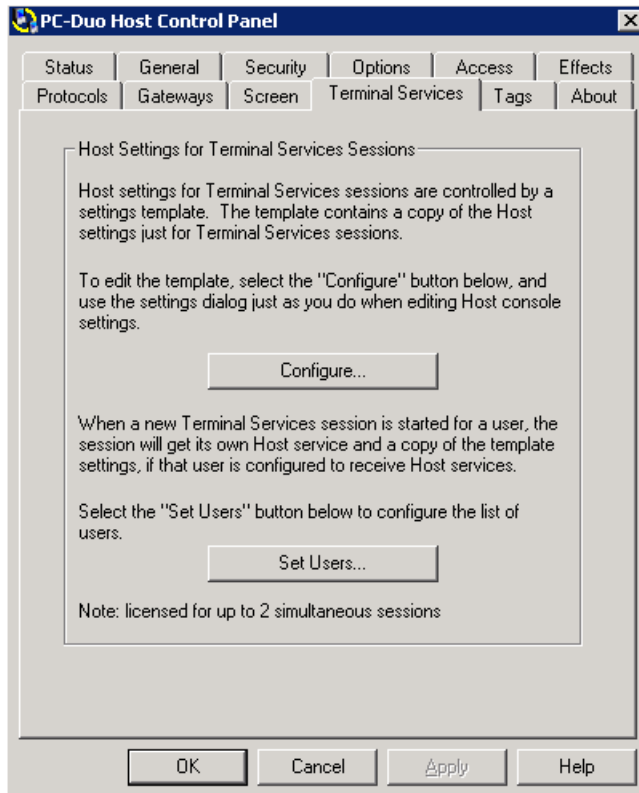 PC-Duo Host Control Panel
Status General Security Options Access Effects
Protocols Gateways Screen Terminal Services Tags About
Host Settings for Terminal Services Sessions
Host settings for Terminal Services sessions are controlled by a
settings template. The template contains a copy of the Host
settings just for Terminal Services sessions.
To edit the template, select the "Configure" button below, and
use the settings dialog just as you do when editing Host console
settings.
Configure...
When a new Terminal Services session is started for a user, the
session will get its own Host service and a copy of the template
settings, if that user is configured to receive Host services.
Select the "Set Users" button below to configure the list of
users.
Set Users...
Note: licensed for up to 2 simultaneous sessions
OK Cancel Apply Help